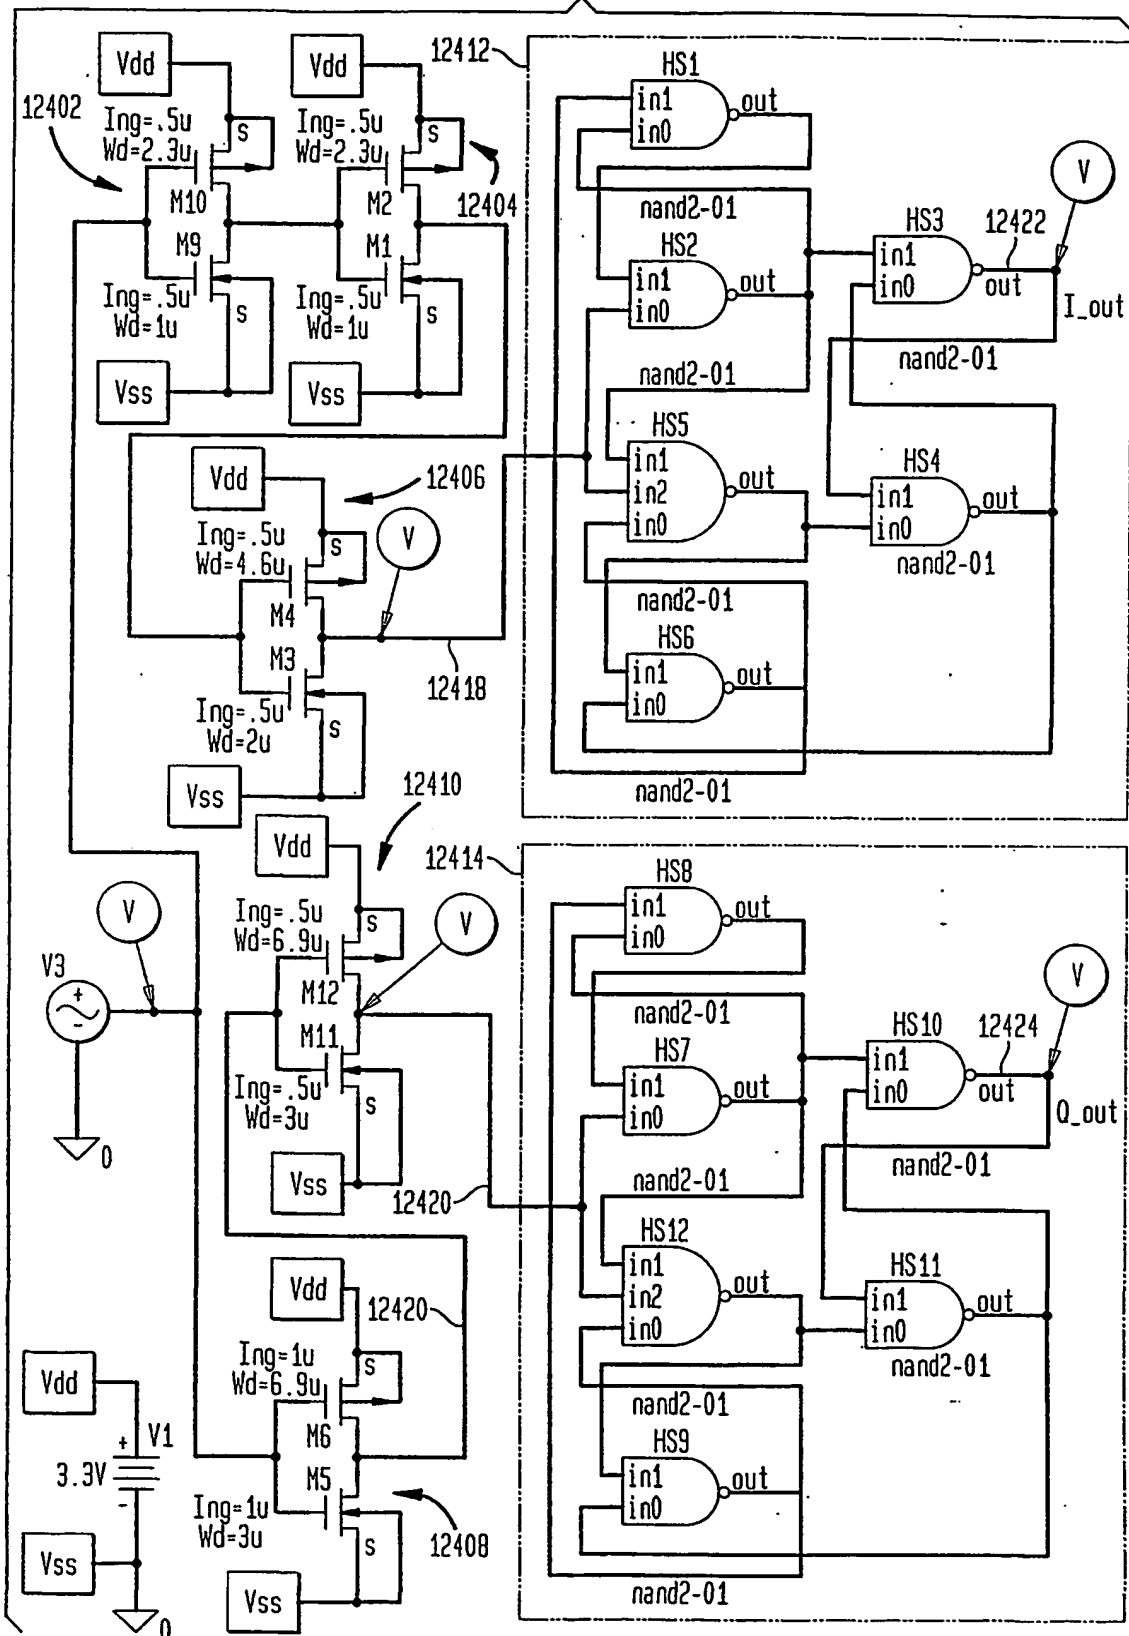 Vdd
Vdd
12402
Ing=.5u
Wd=2.3u
S
M10
M9
Ing=.5u
Wd=1u
S
Vss
Ing=.5u
Wd=2.3u
S
12404
M2
M1
Ing=.5u
Wd=1u
S
Vss
Vdd
12406
Ing=.5u
Wd=4.6u
S
V
M4
M3
12418
Ing=.5u
Wd=2u
S
Vss
12410
Vdd
Ing=.5u
Wd=6.9u
S
V
M12
M11
Ing=.5u
Wd=3u
S
Vss
12420
V
V3
+
-
0
Vdd
12420
Ing=1u
Wd=6.9u
S
M6
M5
Ing=1u
Wd=3u
S
12408
Vss
Vdd
+
V1
3.3V
-
Vss
0
12412
HS1
in1
in0
out
nand2-01
HS2
in1
in0
out
nand2-01
HS3
in1
in0
out
12422
V
I_out
nand2-01
HS5
in1
in2
in0
out
nand2-01
HS4
in1
in0
out
nand2-01
HS6
in1
in0
out
nand2-01
12414
HS8
in1
in0
out
nand2-01
HS7
in1
in0
out
nand2-01
HS10
in1
in0
out
12424
V
Q_out
nand2-01
HS12
in1
in2
in0
out
nand2-01
HS11
in1
in0
out
nand2-01
HS9
in1
in0
out
nand2-01